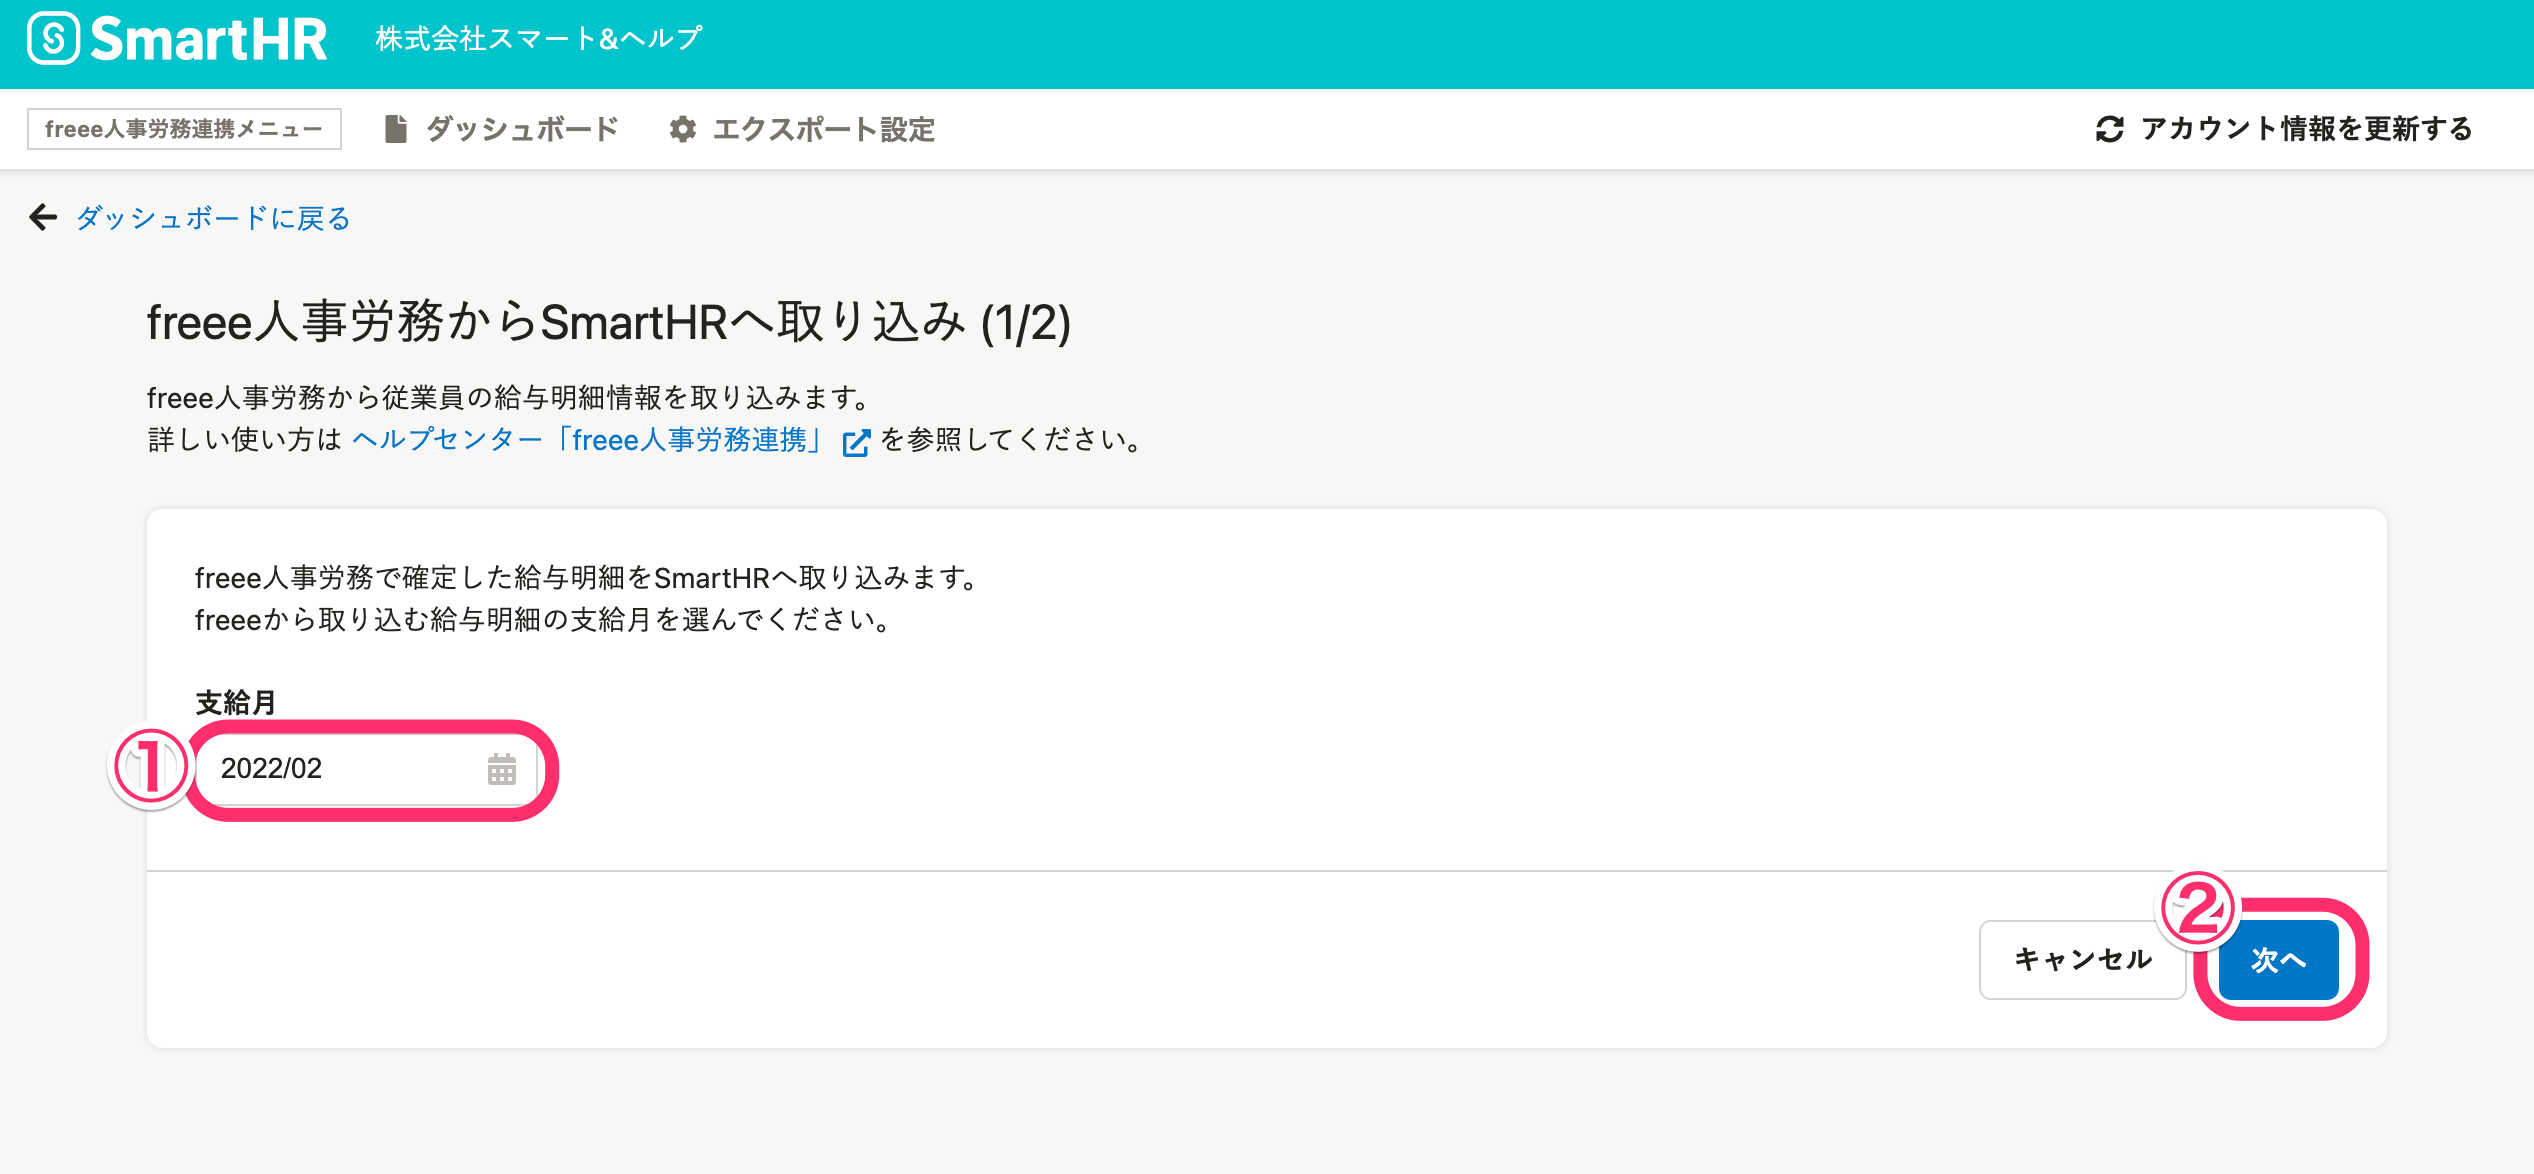 SmartHR 株式会社スマート&ヘルプ
freee人事労務連携メニュー ダッシュボード エクスポート設定 アカウント情報を更新する
ダッシュボードに戻る
freee人事労務からSmartHRへ取り込み (1/2)
freee人事労務から従業員の給与明細情報を取り込みます。
詳しい使い方は ヘルプセンター「freee人事労務連携」 を参照してください。
freee人事労務で確定した給与明細をSmartHRへ取り込みます。
freeeから取り込む給与明細の支給月を選んでください。
支給月
① 2022/02
キャンセル ② 次へ